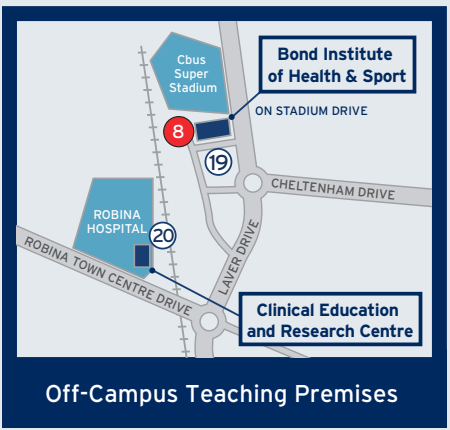 Cbus
Super
Stadium
Bond Institute
of Health & Sport
ON STADIUM DRIVE
8
19
CHELTENHAM DRIVE
ROBINA
HOSPITAL
20
LAVER DRIVE
ROBINA TOWN CENTRE DRIVE
Clinical Education
and Research Centre
Off-Campus Teaching Premises